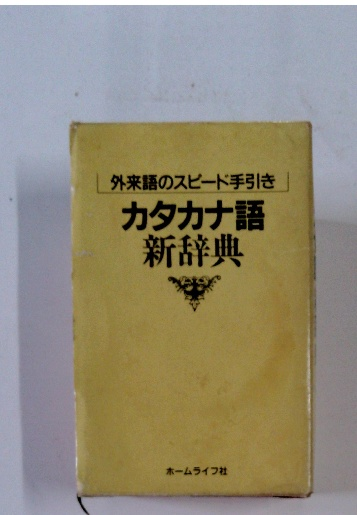 外来語のスピード手引き
カタカナ語
新辞典
ホームライフ社